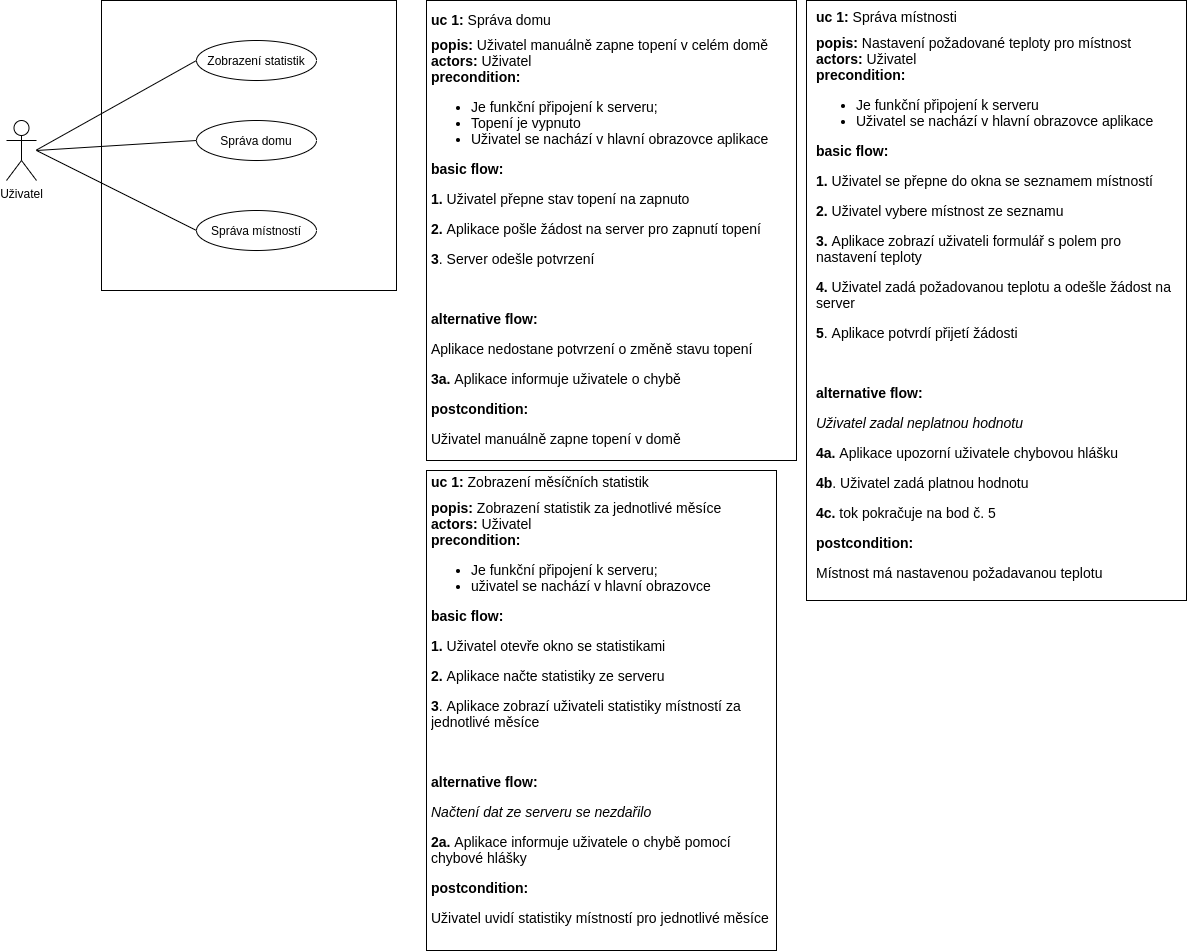 Zobrazení statistik
Správa domu
Správa místností
Uživatel
uc 1: Správa domu
popis: Uživatel manuálně zapne topení v celém domě
actors: Uživatel
precondition:
• Je funkční připojení k serveru;
• Topení je vypnuto
• Uživatel se nachází v hlavní obrazovce aplikace
basic flow:
1. Uživatel přepne stav topení na zapnuto
2. Aplikace pošle žádost na server pro zapnutí topení
3. Server odešle potvrzení
alternative flow:
Aplikace nedostane potvrzení o změně stavu topení
3a. Aplikace informuje uživatele o chybě
postcondition:
Uživatel manuálně zapne topení v domě
uc 1: Zobrazení měsíčních statistik
popis: Zobrazení statistik za jednotlivé měsíce
actors: Uživatel
precondition:
• Je funkční připojení k serveru;
• uživatel se nachází v hlavní obrazovce
basic flow:
1. Uživatel otevře okno se statistikami
2. Aplikace načte statistiky ze serveru
3. Aplikace zobrazí uživateli statistiky místností za
jednotlivé měsíce
alternative flow:
Načtení dat ze serveru se nezdařilo
2a. Aplikace informuje uživatele o chybě pomocí
chybové hlášky
postcondition:
Uživatel uvidí statistiky místností pro jednotlivé měsíce
uc 1: Správa místnosti
popis: Nastavení požadované teploty pro místnost
actors: Uživatel
precondition:
• Je funkční připojení k serveru
• Uživatel se nachází v hlavní obrazovce aplikace
basic flow:
1. Uživatel se přepne do okna se seznamem místností
2. Uživatel vybere místnost ze seznamu
3. Aplikace zobrazí uživateli formulář s polem pro
nastavení teploty
4. Uživatel zadá požadovanou teplotu a odešle žádost na
server
5. Aplikace potvrdí přijetí žádosti
alternative flow:
Uživatel zadal neplatnou hodnotu
4a. Aplikace upozorní uživatele chybovou hlášku
4b. Uživatel zadá platnou hodnotu
4c. tok pokračuje na bod č. 5
postcondition:
Místnost má nastavenou požadavanou teplotu